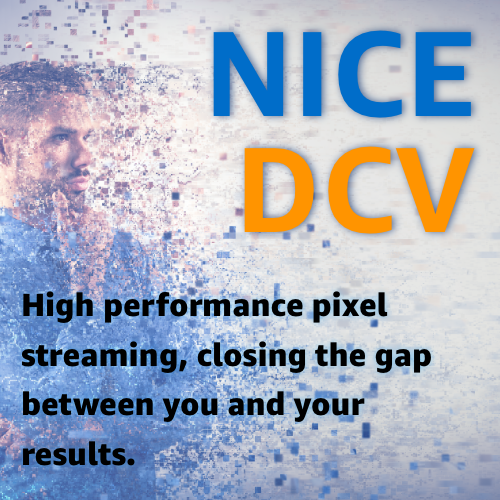 NICE
DCV
High performance pixel
streaming, closing the gap
between you and your
results.